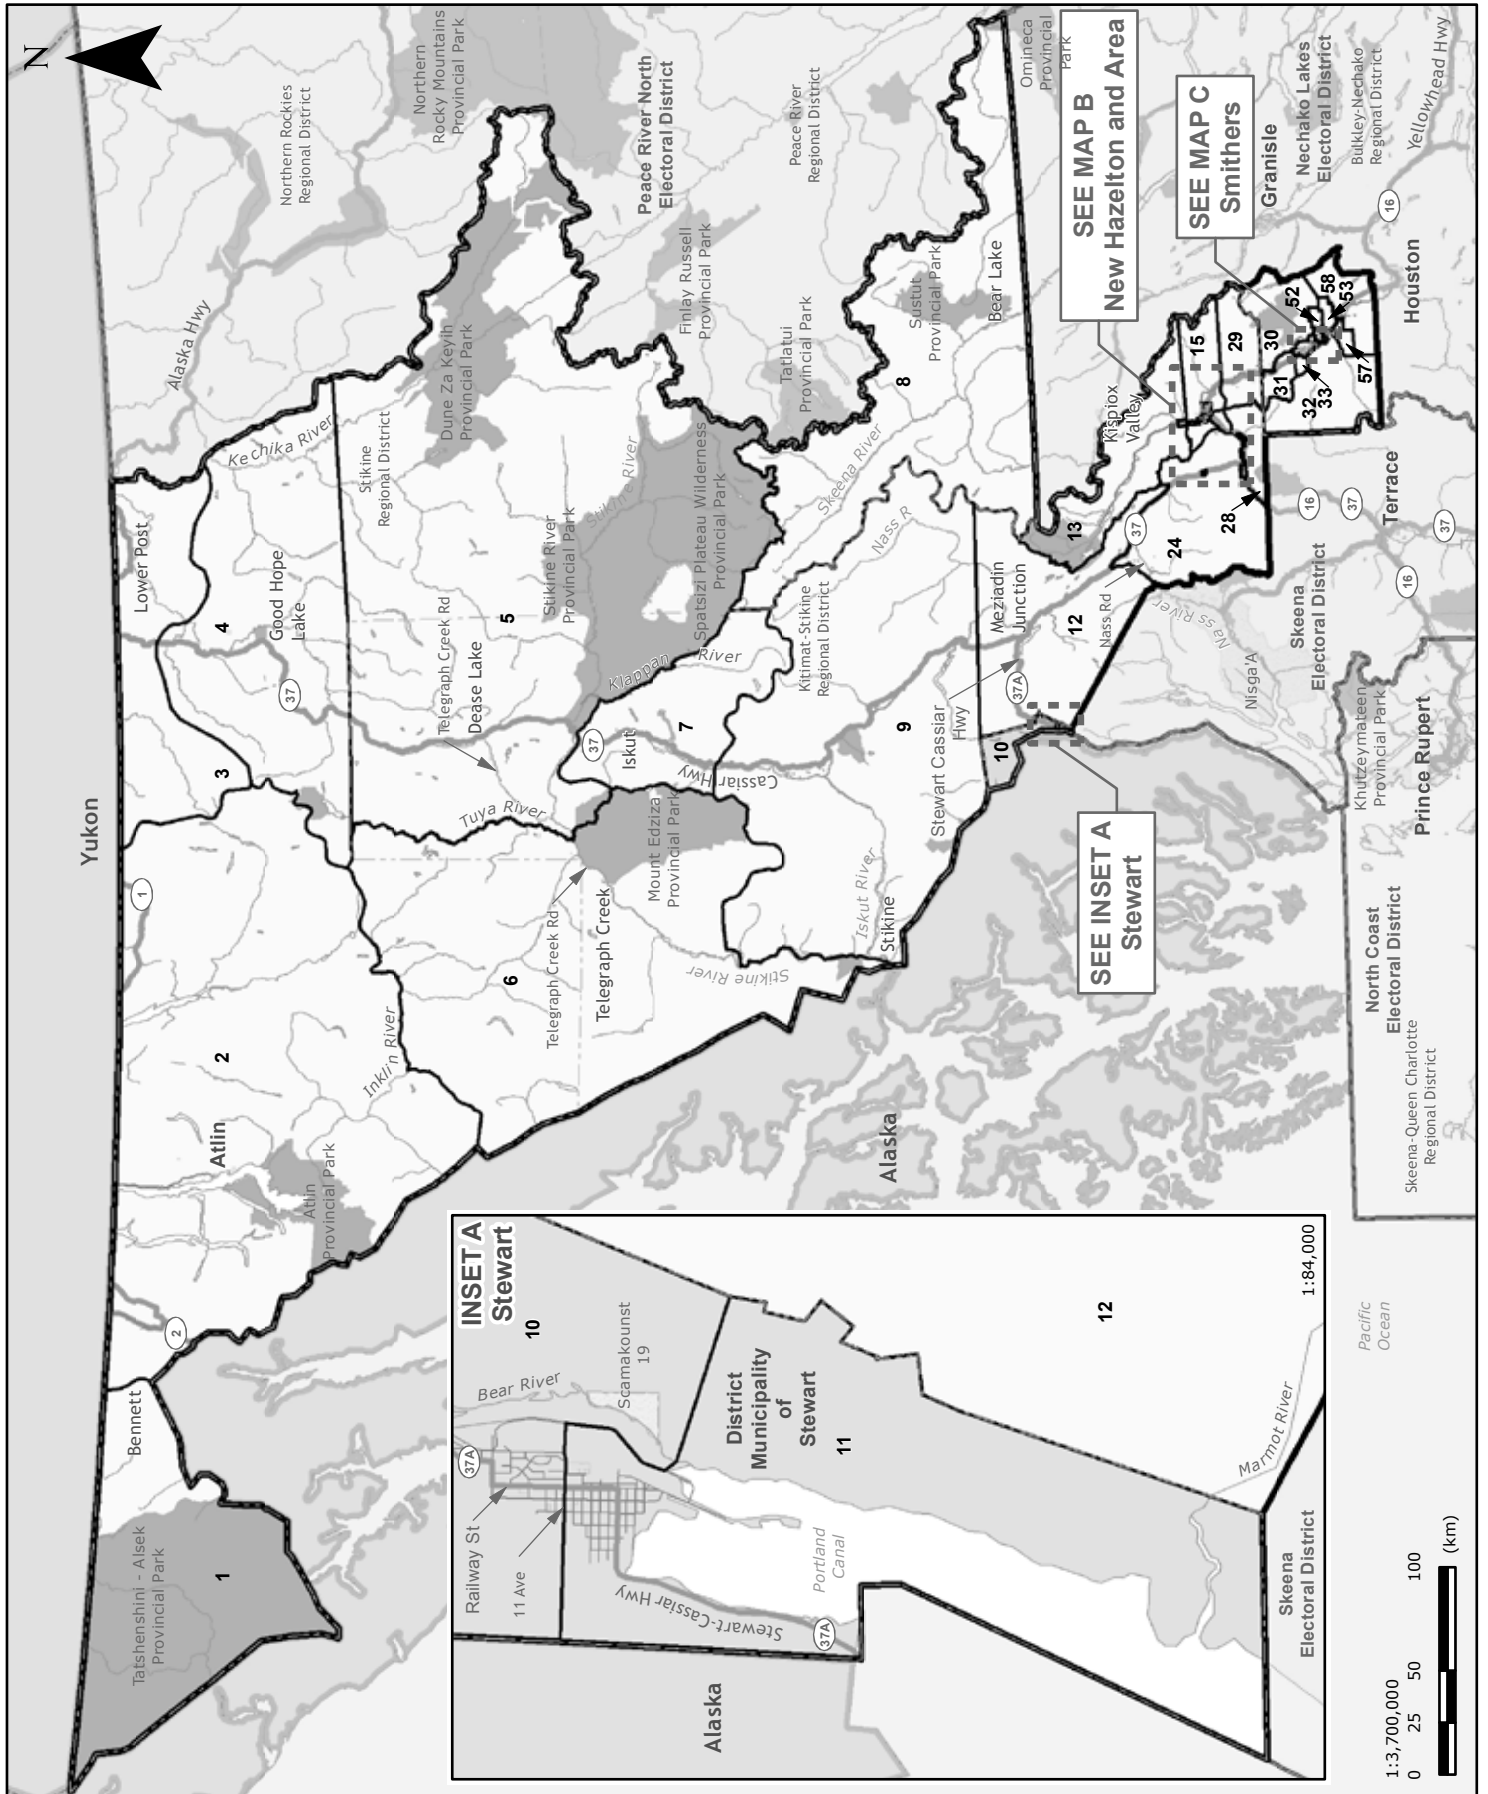 N
Yukon
Northern Rockies
Regional District
Northern
Rocky Mountains
Provincial Park
Alaska Hwy
Peace River North
Electoral District
Peace River
Regional District
Omineca
Provincial
Park
Tatshenshini - Alsek
Provincial Park
1
Bennett
2
Atlin
Atlin
Provincial Park
2
1
Inklin River
3
Lower Post
4
Good Hope
Lake
37
Kechika River
Stikine
Regional District
Dune Za Keyih
Provincial Park
Finlay Russell
Provincial Park
Tatlatui
Provincial Park
5
Telegraph Creek Rd
Dease Lake
Tuya River
Stikine River
Provincial Park
Stikine River
Spatsizi Plateau Wilderness
Provincial Park
6
Telegraph Creek Rd
Telegraph Creek
Mount Edziza
Provincial Park
Stikine River
37
Iskut
7
Klappan
River
Cassiar Hwy
Kitimat-Stikine
Regional District
Nass R
Skeena River
8
Sustut
Provincial Park
Bear Lake
9
Iskut River
Stikine
Stewart Cassiar
Hwy
10
37A
Meziadin
Junction
12
Nass Rd
13
37
24
28
Kispiox
Valley
15
29
30
31
32
33
52
58
53
57
SEE MAP B
New Hazelton and Area
SEE MAP C
Smithers
SEE INSET A
Stewart
Granisle
Nechako Lakes
Electoral District
Bulkley-Nechako
Regional District
Yellowhead Hwy
16
Houston
16
37
Terrace
37
16
Skeena
Electoral District
Nass River
Nisga'A
Khutzeymateen
Provincial Park
Prince Rupert
North Coast
Electoral District
Skeena-Queen Charlotte
Regional District
Alaska
Pacific
Ocean
INSET A
Stewart
10
Bear River
Scamakounst
19
37A
Railway St
11 Ave
District
Municipality
of
Stewart
11
12
Portland
Canal
Stewart-Cassiar Hwy
37A
Marmot River
Alaska
Skeena
Electoral District
1:84,000
1:3,700,000
0 25 50 100
(km)